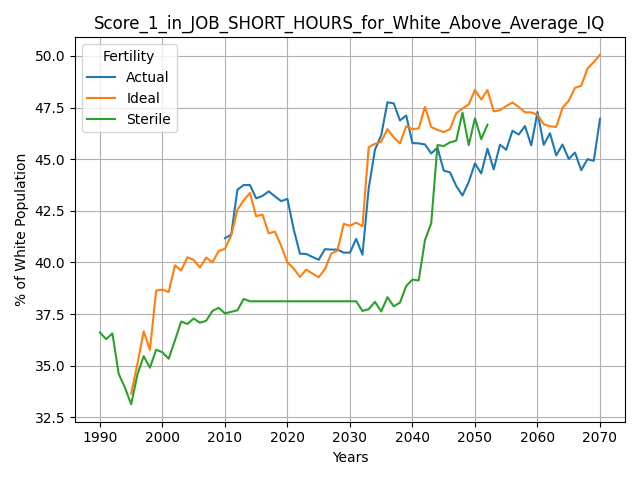 Score_1_in_JOB_SHORT_HOURS_for_White_Above_Average_IQ
Fertility
Actual
Ideal
Sterile
% of White Population
50.0
47.5
45.0
42.5
40.0
37.5
35.0
32.5
1990 2000 2010 2020 2030 2040 2050 2060 2070
Years